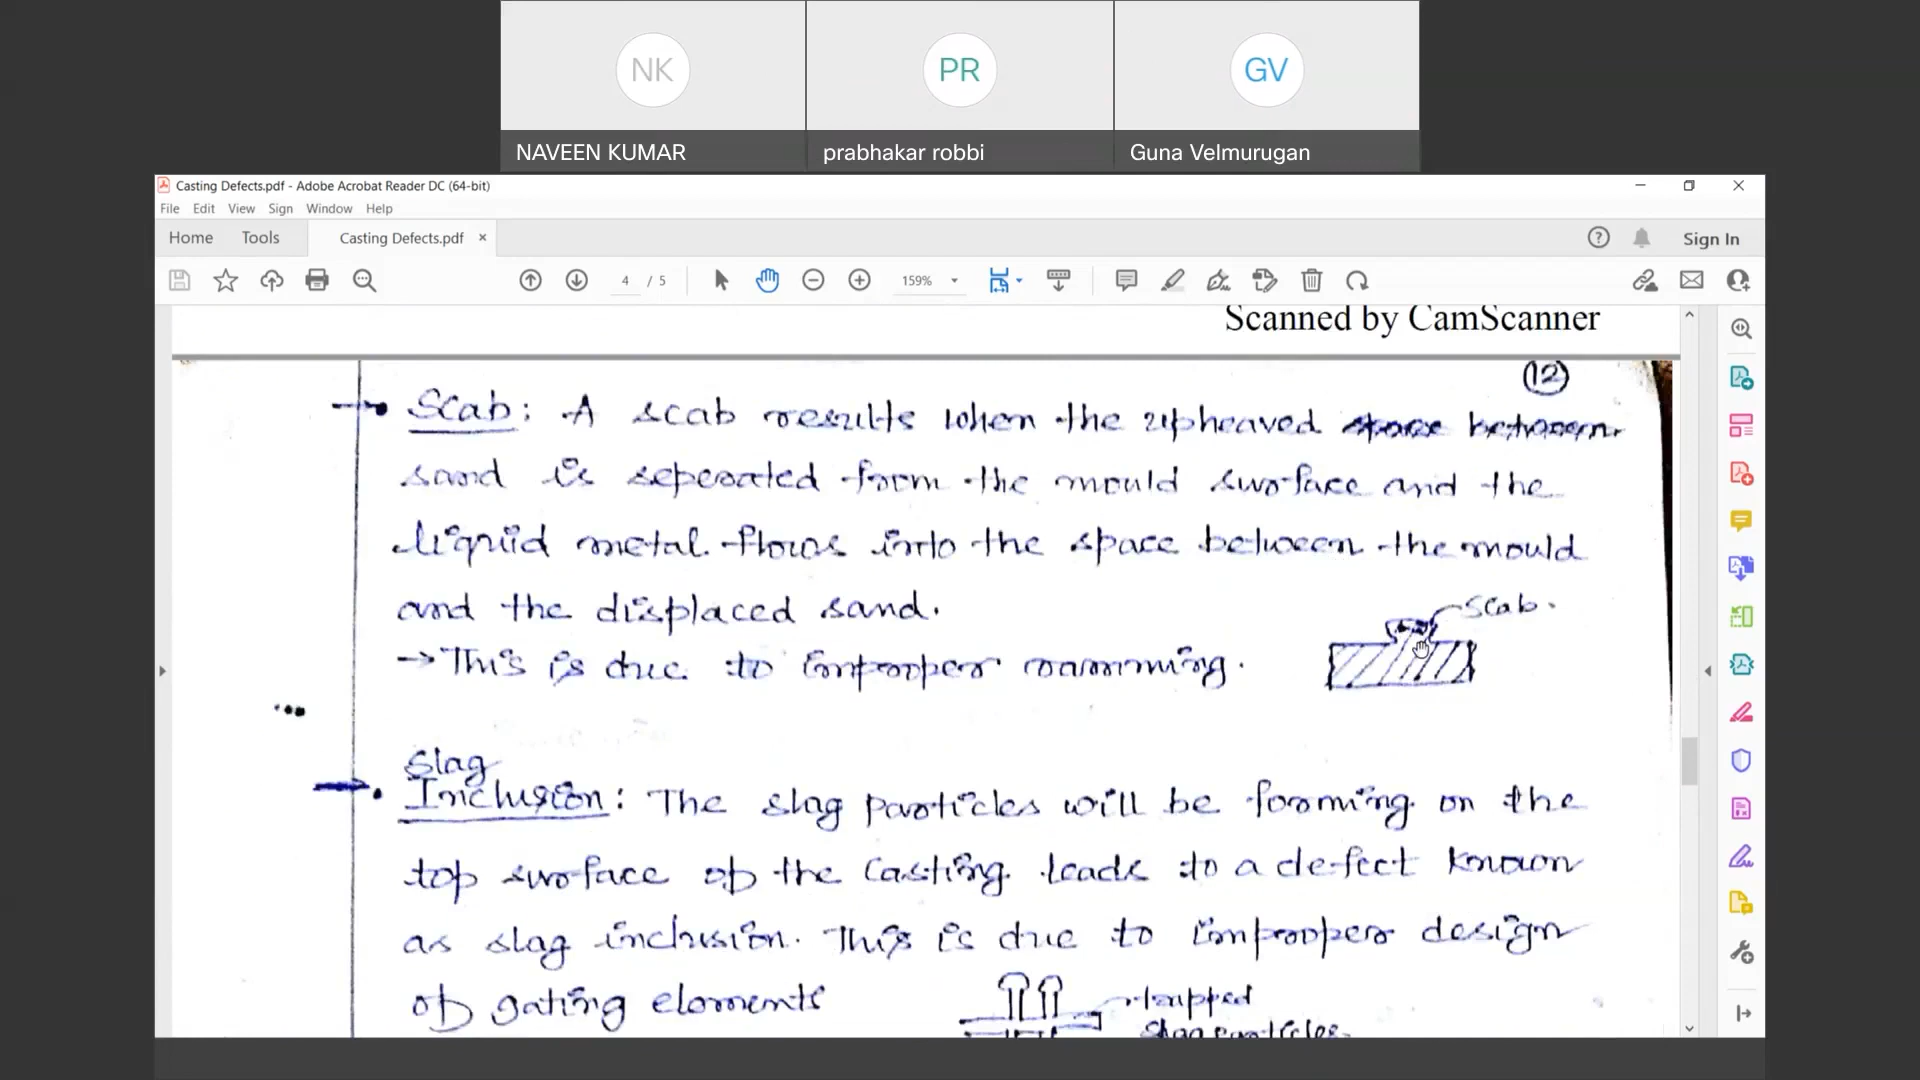 NK
PR
GV
NAVEEN KUMAR
prabhakar robbi
Guna Velmurugan
Casting Defects.pdf - Adobe Acrobat Reader DC (64-bit)
File Edit View Sign Window Help
Home Tools Casting Defects.pdf × Sign In
4 / 5 159%
Scanned by CamScanner
12
Scab: A scab results when the upheaved space between
sand is seperated from the mould surface and the
liquid metal flows into the space between the mould
and the displaced sand.
Scab.
→ This is due to improper ramming.
Slag
Inclusion: The slag particles will be forming on the
top surface of the casting leads to a defect known
as slag inclusion. This is due to improper design
of gating elements
trapped
slag particles